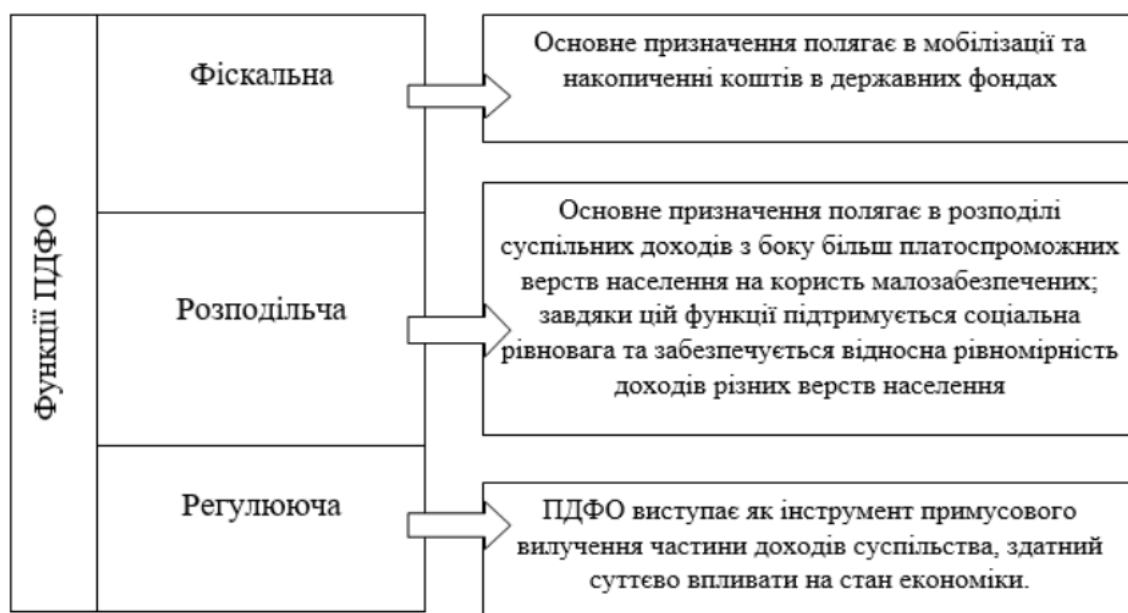 Функції ПДФО
Фіскальна
Основне призначення полягає в мобілізації та
накопиченні коштів в державних фондах
Розподільча
Основне призначення полягає в розподілі
суспільних доходів з боку більш платоспроможних
верств населення на користь малозабезпечених;
завдяки цій функції підтримується соціальна
рівновага та забезпечується відносна рівномірність
доходів різних верств населення
Регулююча
ПДФО виступає як інструмент примусового
вилучення частини доходів суспільства, здатний
суттєво впливати на стан економіки.